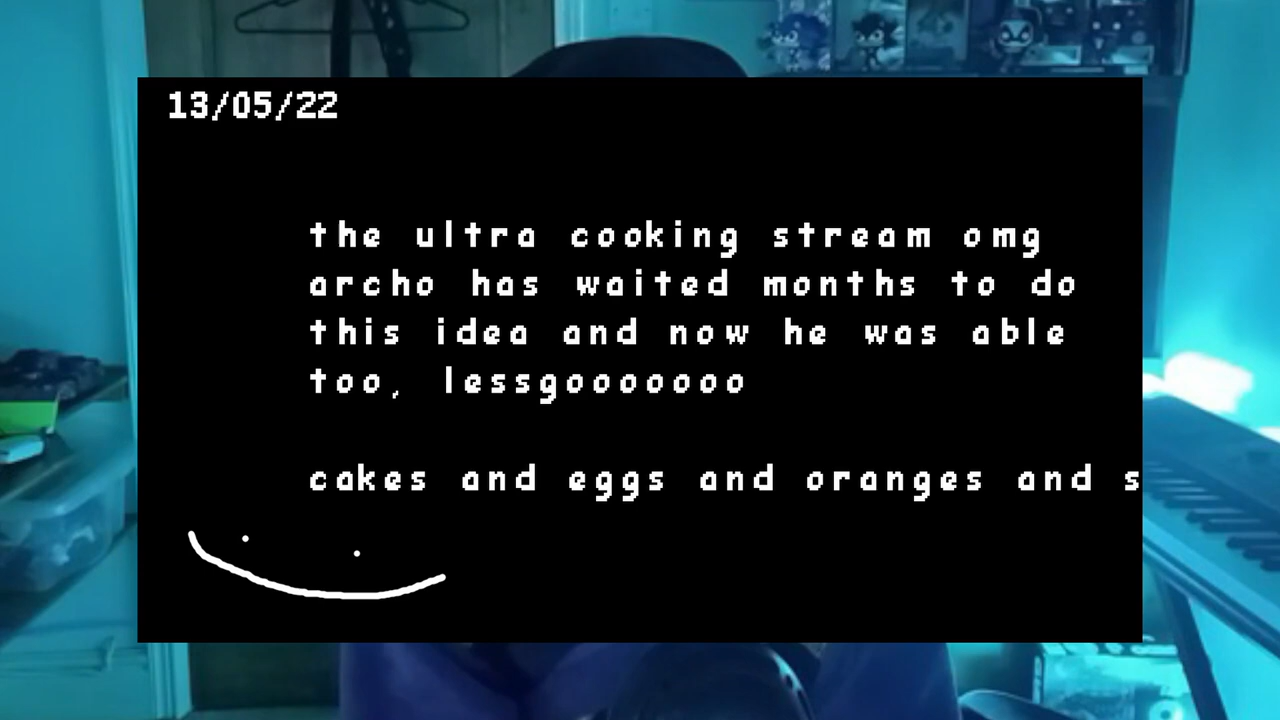 13/05/22
the ultra cooking stream omg
archo has waited months to do
this idea and now he was able
too, lessgooooooo
cakes and eggs and oranges and s